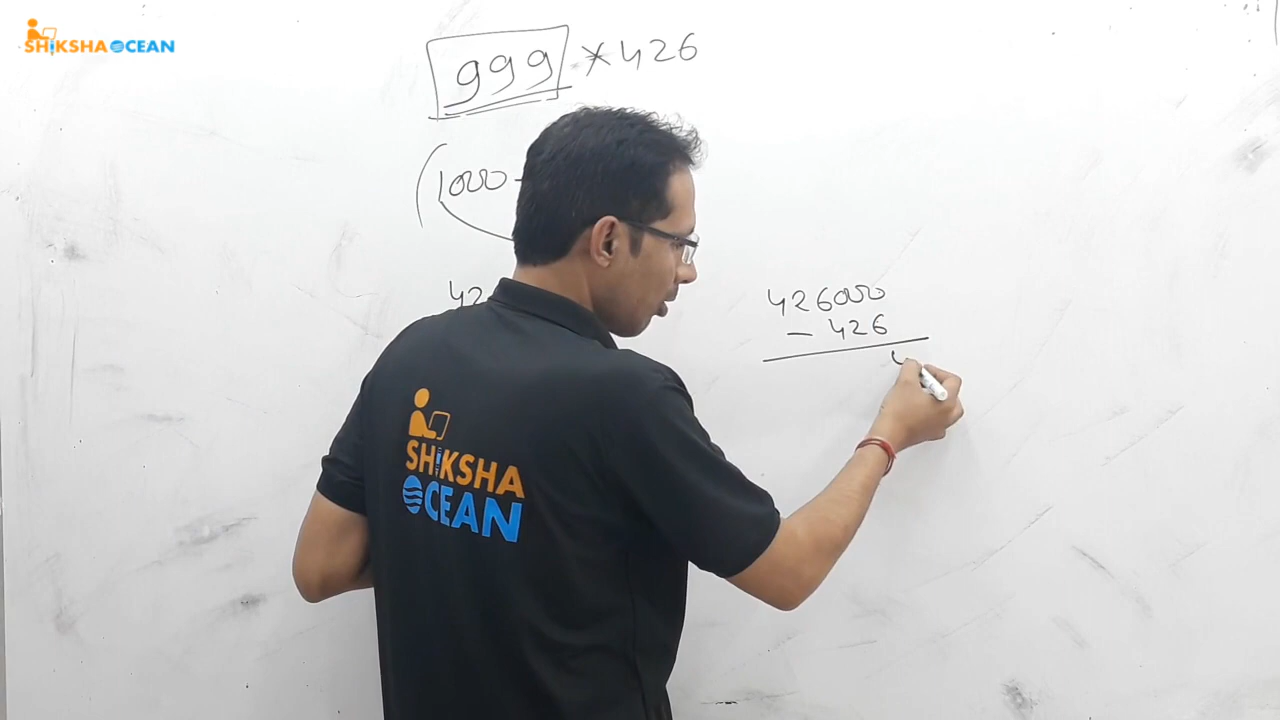 SHIKSHA OCEAN
999 * 426
(1000 -
42
426000
- 426
SHIKSHA
OCEAN